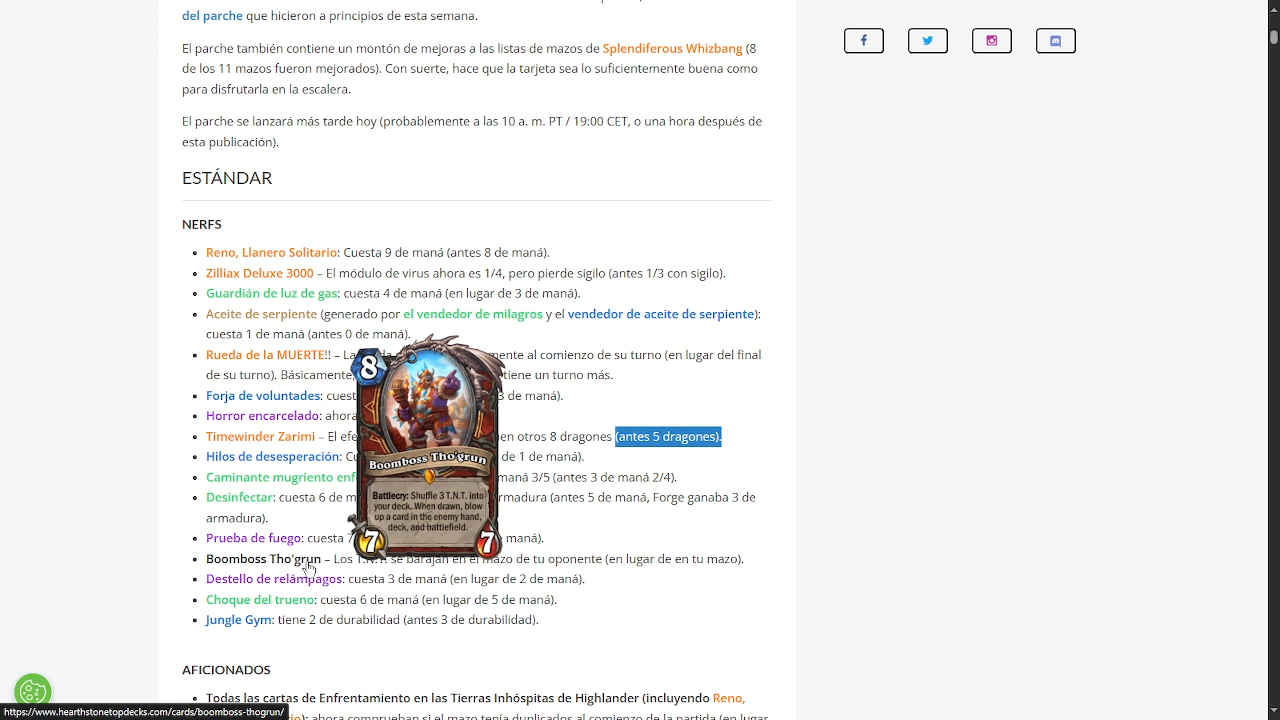 del parche que hicieron a principios de esta semana.
El parche también contiene un montón de mejoras a las listas de mazos de Splendiferous Whizbang (8
de los 11 mazos fueron mejorados). Con suerte, hace que la tarjeta sea lo suficientemente buena como
para disfrutarla en la escalera.
El parche se lanzará más tarde hoy (probablemente a las 10 a. m. PT / 19:00 CET, o una hora después de
esta publicación).
ESTÁNDAR
NERFS
Reno, Llanero Solitario: Cuesta 9 de maná (antes 8 de maná).
Zilliax Deluxe 3000 – El módulo de virus ahora es 1/4, pero pierde sigilo (antes 1/3 con sigilo).
Guardián de luz de gas: cuesta 4 de maná (en lugar de 3 de maná).
Aceite de serpiente (generado por el vendedor de milagros y el vendedor de aceite de serpiente):
cuesta 1 de maná (antes 0 de maná).
Rueda de la MUERTE!! – al comienzo de su turno (en lugar del final
de su turno). Básicamente, tiene un turno más.
Forja de voluntades: 3 de maná).
Horror encarcelado: ahora
Timewinder Zarimi – El en otros 8 dragones (antes 5 dragones).
Hilos de desesperación: de 1 de maná).
Caminante mugriento maná 3/5 (antes 3 de maná 2/4).
Desinfectar: cuesta 6 de (antes 5 de maná, Forge ganaba 3 de
armadura).
Prueba de fuego: cuesta maná).
Boomboss Tho'grun – Los T.N.T. se barajan en el mazo de tu oponente (en lugar de en tu mazo).
Destello de relámpagos: cuesta 3 de maná (en lugar de 2 de maná).
Choque del trueno: cuesta 6 de maná (en lugar de 5 de maná).
Jungle Gym: tiene 2 de durabilidad (antes 3 de durabilidad).
8
Boomboss Tho'grun
Battlecry: Shuffle 3 T.N.T. into
your deck. When drawn, blow
up a card in the enemy hand,
deck, and battlefield.
7 7
AFICIONADOS
Todas las cartas de Enfrentamiento en las Tierras Inhóspitas de Highlander (incluyendo Reno,
ahora comprueban si el mazo tenía duplicados al comienzo de la partida (en lugar
https://www.hearthstonetopdecks.com/cards/boomboss-thogrun/